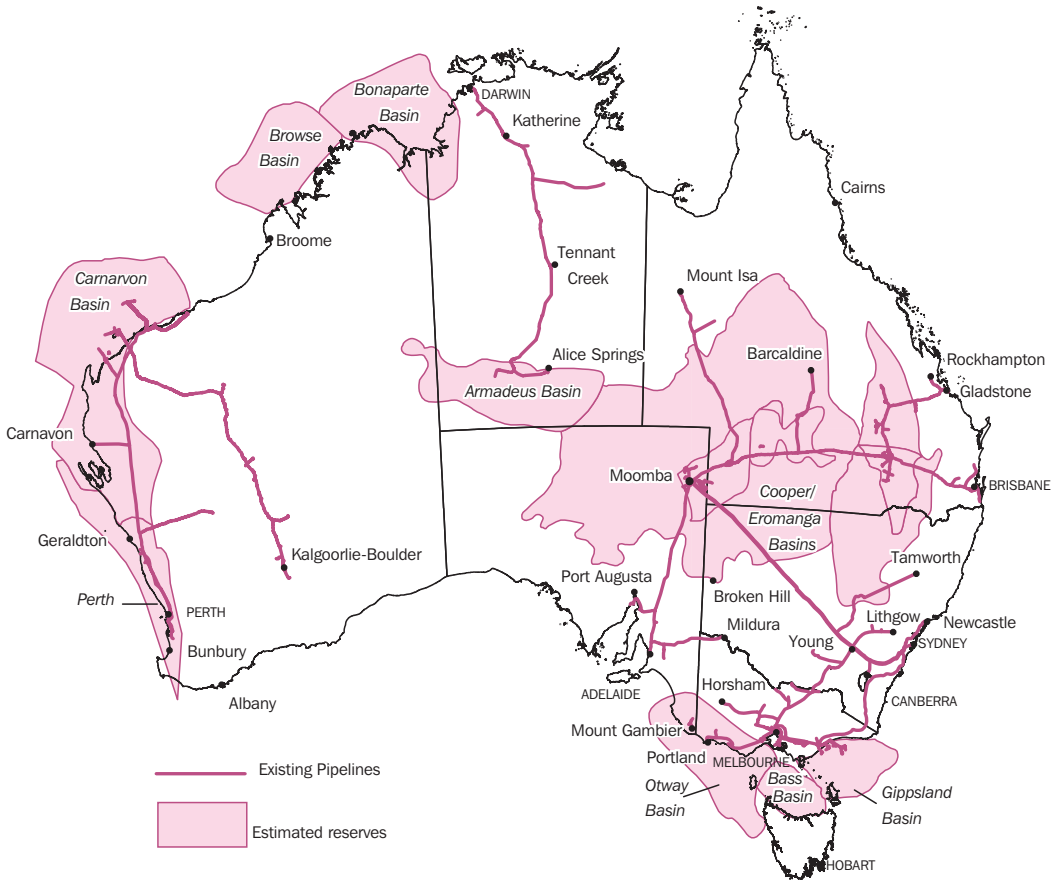 Bonaparte
Basin
DARWIN
Browse
Basin
Katherine
Cairns
Broome
Tennant
Creek
Carnarvon
Basin
Mount Isa
Alice Springs
Barcaldine
Rockhampton
Armadeus Basin
Gladstone
Carnavon
Moomba
Cooper/
Eromanga
Basins
BRISBANE
Geraldton
Kalgoorlie-Boulder
Tamworth
Port Augusta
Broken Hill
Perth
PERTH
Mildura
Lithgow
Newcastle
Young
SYDNEY
Bunbury
Albany
ADELAIDE
Horsham
CANBERRA
Mount Gambier
Portland
MELBOURNE
Existing Pipelines
Otway
Basin
Bass
Basin
Gippsland
Basin
Estimated reserves
HOBART